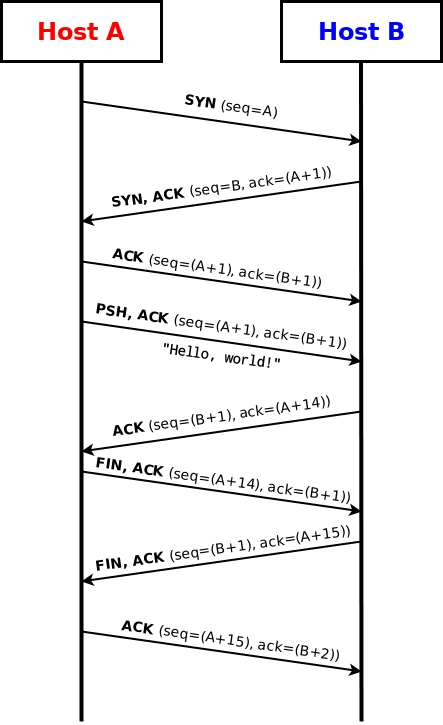 Host A
Host B
SYN (seq=A)
SYN, ACK (seq=B, ack=(A+1))
ACK (seq=(A+1), ack=(B+1))
PSH, ACK (seq=(A+1), ack=(B+1))
"Hello, world!"
ACK (seq=(B+1), ack=(A+14))
FIN, ACK (seq=(A+14), ack=(B+1))
FIN, ACK (seq=(B+1), ack=(A+15))
ACK (seq=(A+15), ack=(B+2))